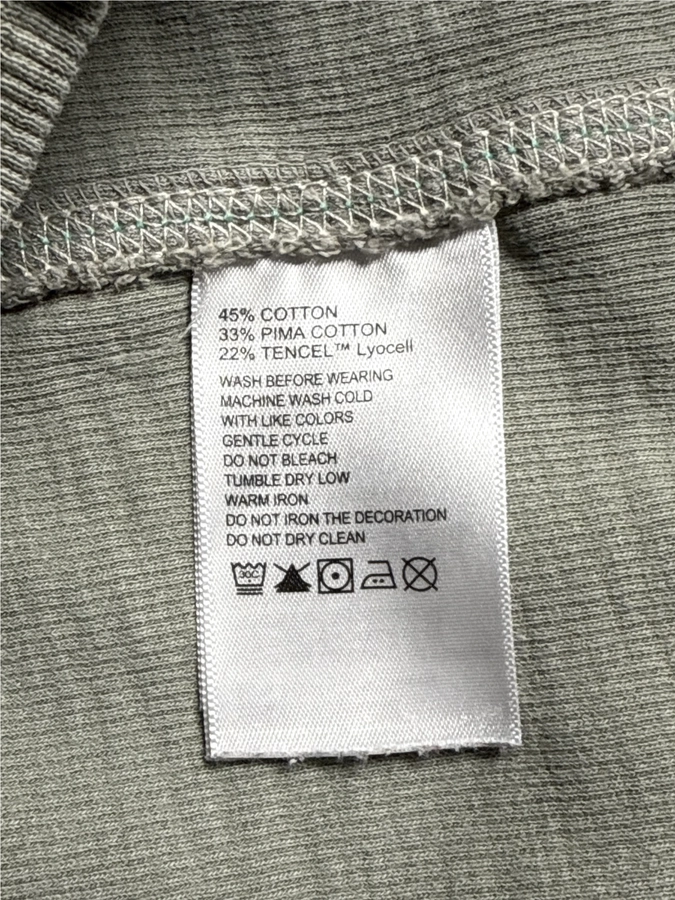 45% COTTON
33% PIMA COTTON
22% TENCEL™ Lyocell
WASH BEFORE WEARING
MACHINE WASH COLD
WITH LIKE COLORS
GENTLE CYCLE
DO NOT BLEACH
TUMBLE DRY LOW
WARM IRON
DO NOT IRON THE DECORATION
DO NOT DRY CLEAN
30C